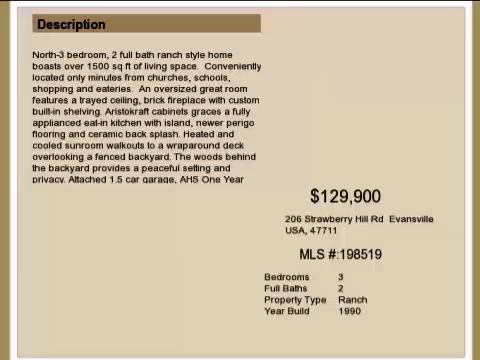 Description
North-3 bedroom, 2 full bath ranch style home
boasts over 1500 sq ft of living space. Conveniently
located only minutes from churches, schools,
shopping and eateries. An oversized great room
features a trayed ceiling, brick fireplace with custom
built-in shelving. Aristokraft cabinets graces a fully
applianced eat-in kitchen with island, newer perigo
flooring and ceramic back splash. Heated and
cooled sunroom walkouts to a wraparound deck
overlooking a fenced backyard. The woods behind
the backyard provides a peaceful setting and
privacy. Attached 1.5 car garage, AHS One Year
$129,900
206 Strawberry Hill Rd Evansville
USA, 47711
MLS #:198519
Bedrooms 3
Full Baths 2
Property Type Ranch
Year Build 1990